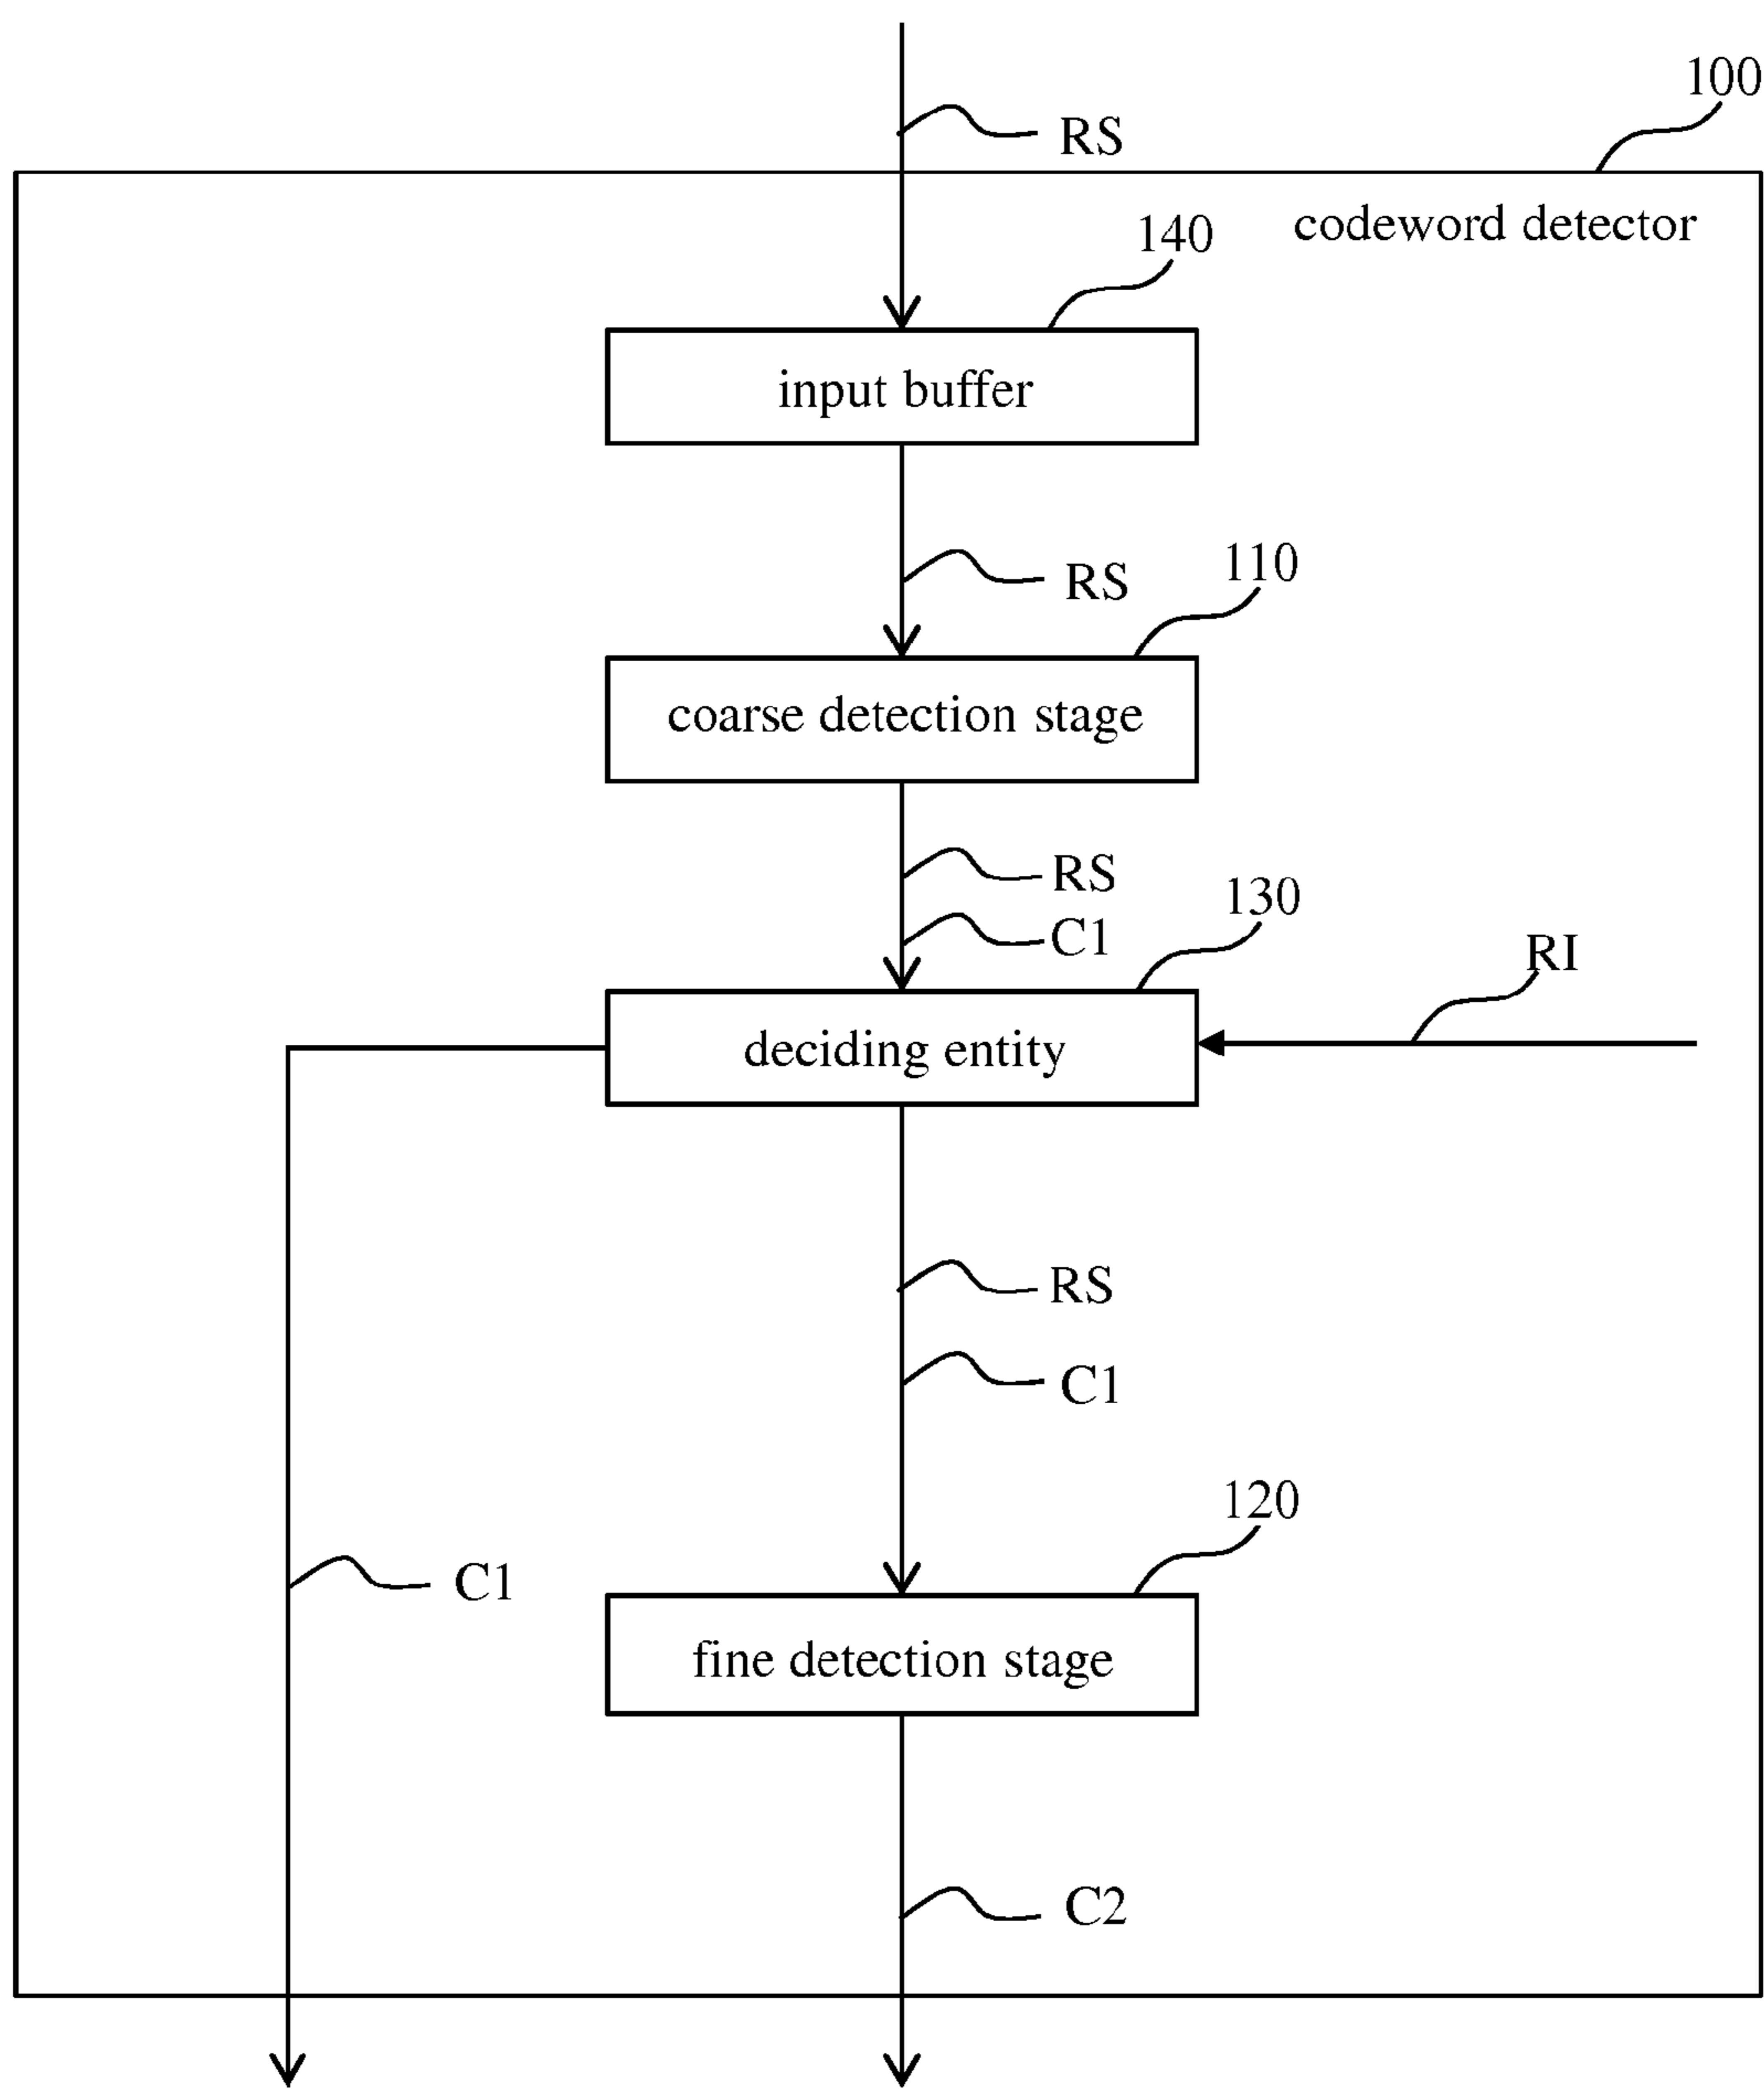 100
RS
codeword detector
140
input buffer
110
RS
coarse detection stage
RS
130
C1
RI
deciding entity
RS
C1
120
C1
fine detection stage
C2